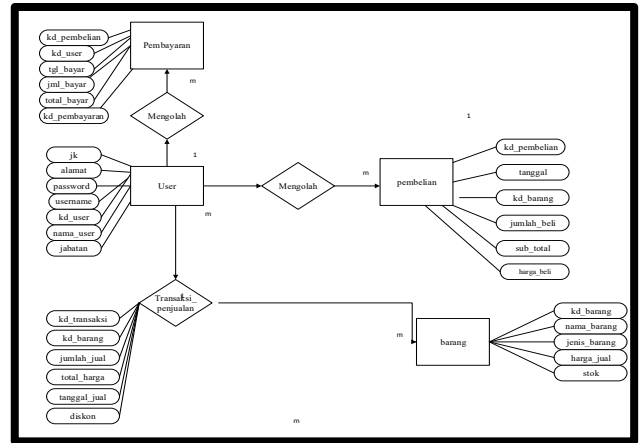 kd_pembelian
kd_user
tgl_bayar
jml_bayar
total_bayar
kd_pembayaran
Pembayaran
m
Mengolah
1
1
jk
alamat
password
username
kd_user
nama_user
jabatan
User
m
Mengolah
m
pembelian
kd_pembelian
tanggal
kd_barang
jumlah_beli
sub_total
harga_beli
Transaksi_
penjualan
kd_transaksi
kd_barang
jumlah_jual
total_harga
tanggal_jual
diskon
m
barang
kd_barang
nama_barang
jenis_barang
harga_jual
stok
m